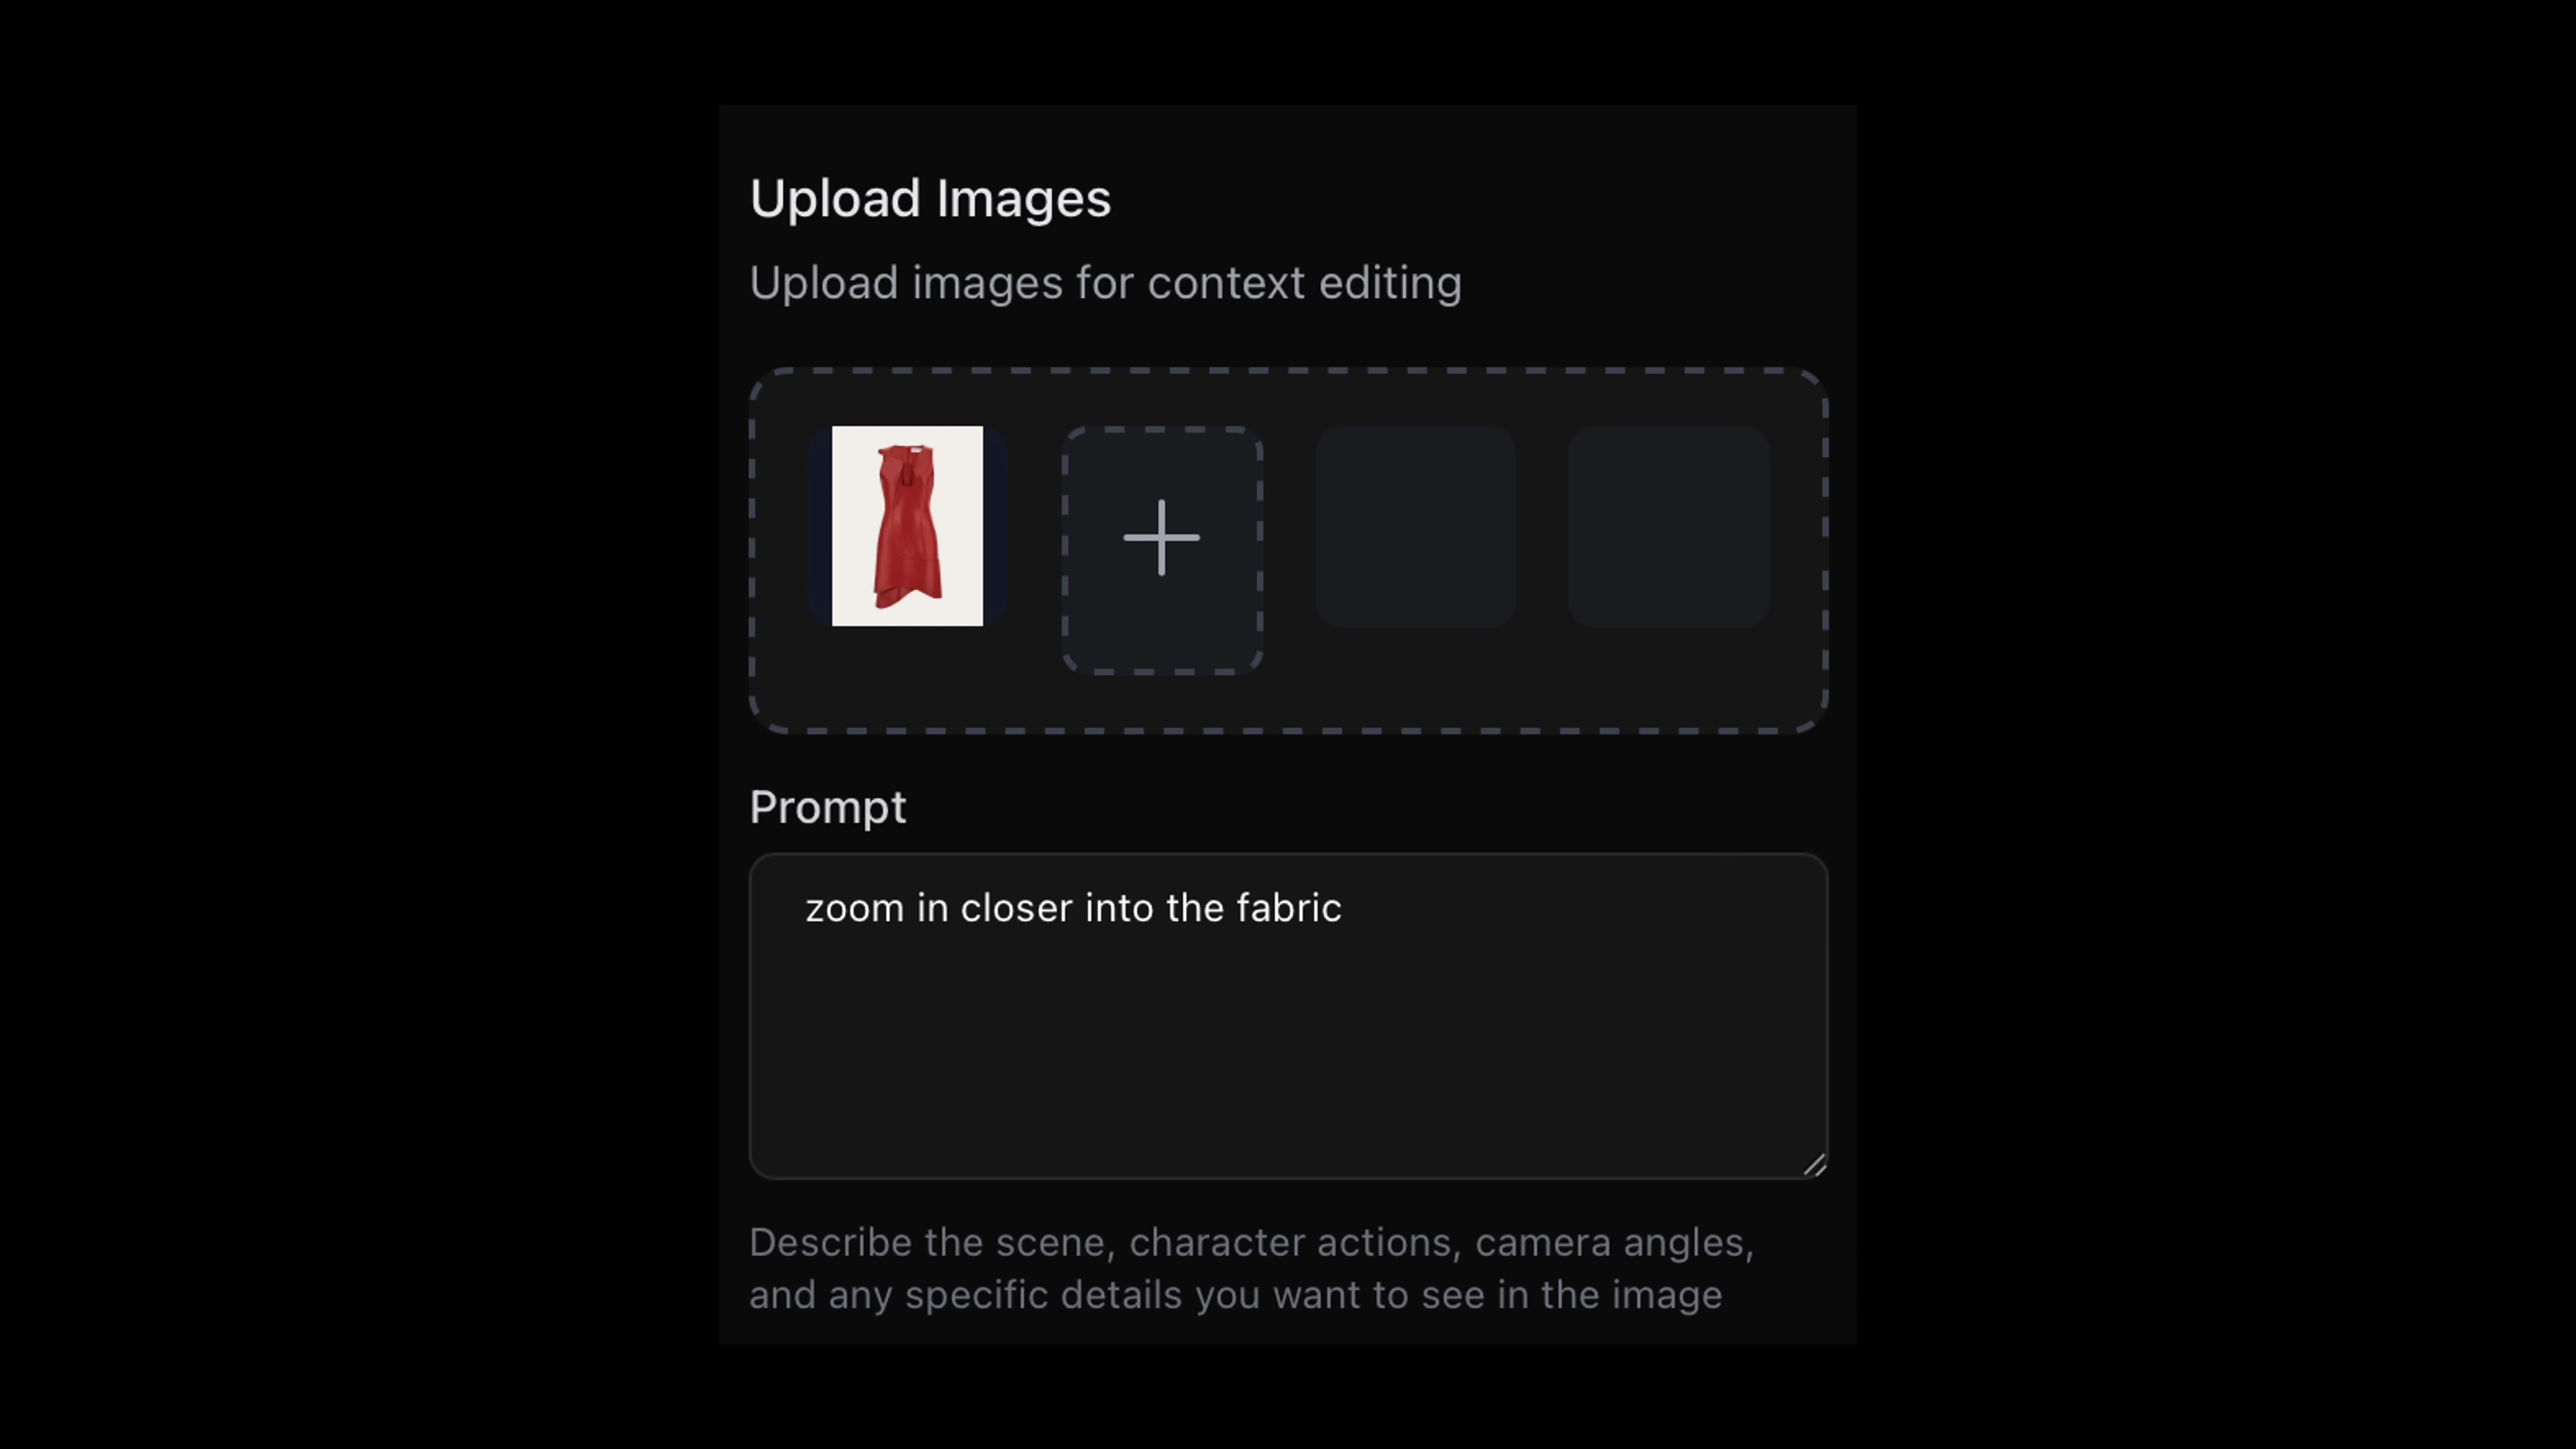 Upload Images
Upload images for context editing
Prompt
zoom in closer into the fabric
Describe the scene, character actions, camera angles,
and any specific details you want to see in the image